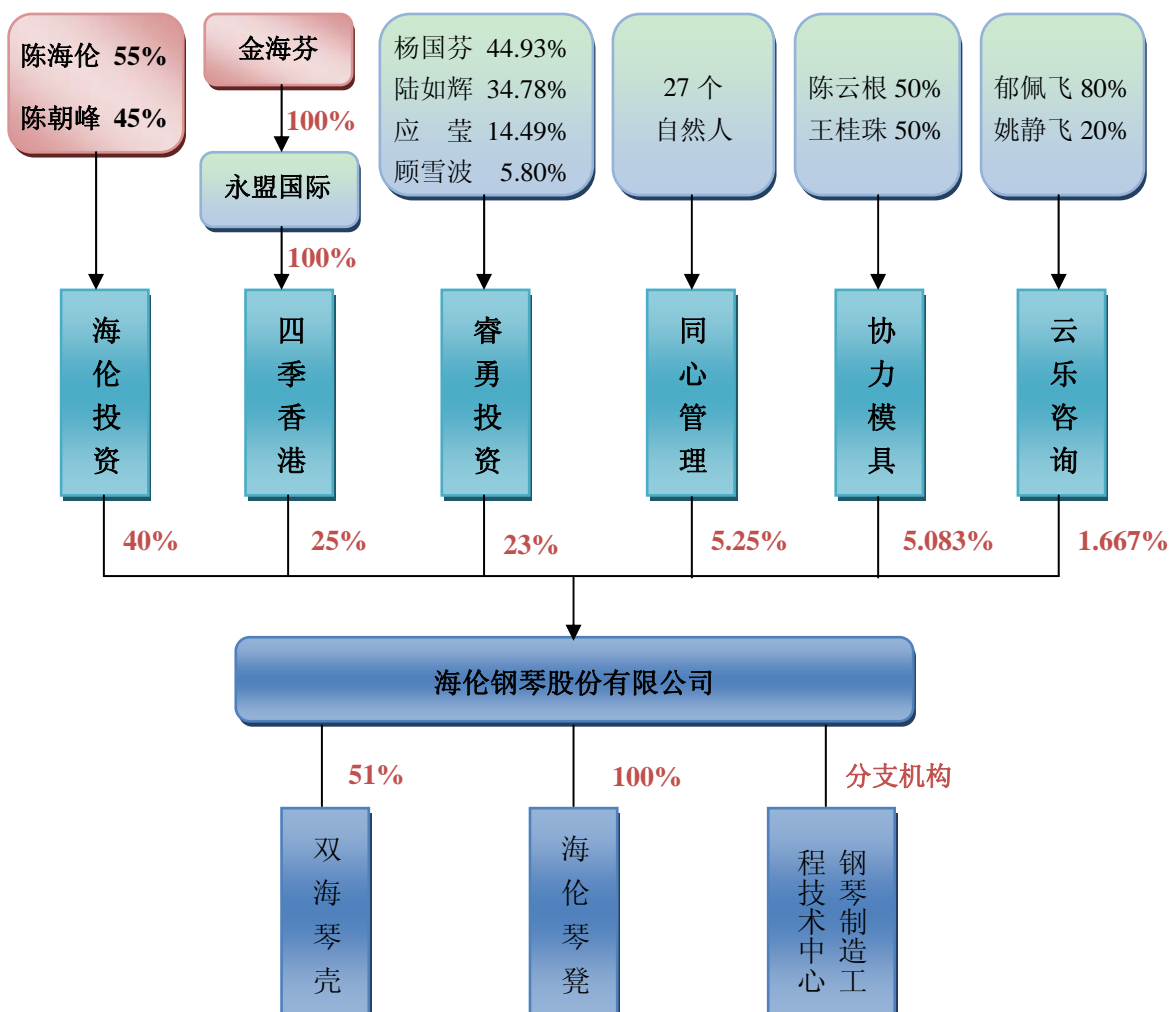 陈海伦 55%
陈朝峰 45%
金海芬
100%
永盟国际
100%
杨国芬 44.93%
陆如辉 34.78%
应 莹 14.49%
顾雪波 5.80%
27 个
自然人
陈云根 50%
王桂珠 50%
郁佩飞 80%
姚静飞 20%
海伦投资
四季香港
睿勇投资
同心管理
协力模具
云乐咨询
40%
25%
23%
5.25%
5.083%
1.667%
海伦钢琴股份有限公司
51%
100%
分支机构
双海琴壳
海伦琴凳
钢琴制造工
程技术中心